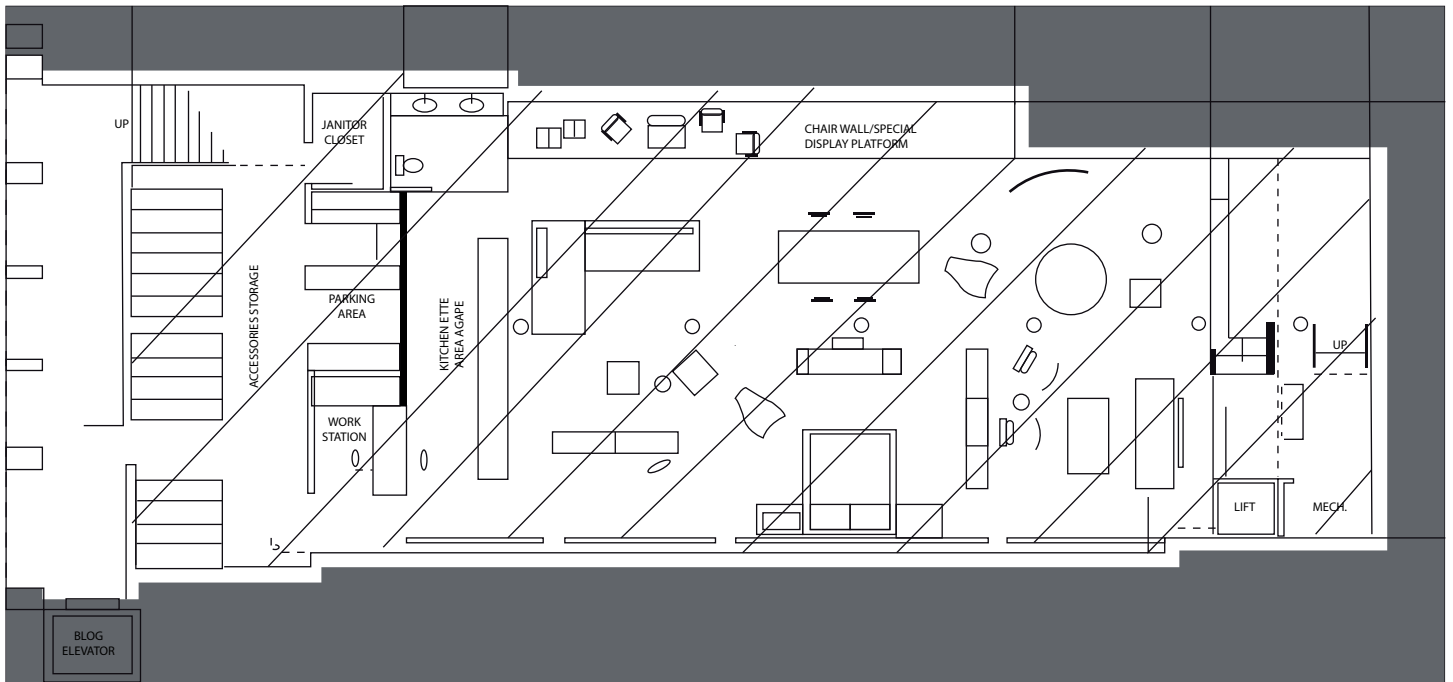 UP
JANITOR
CLOSET
CHAIR WALL/SPECIAL
DISPLAY PLATFORM
ACCESSORIES STORAGE
PARKING
AREA
KITCHEN ETTE
AREA AGAPE
UP
WORK
STATION
LIFT
MECH.
BLOG
ELEVATOR